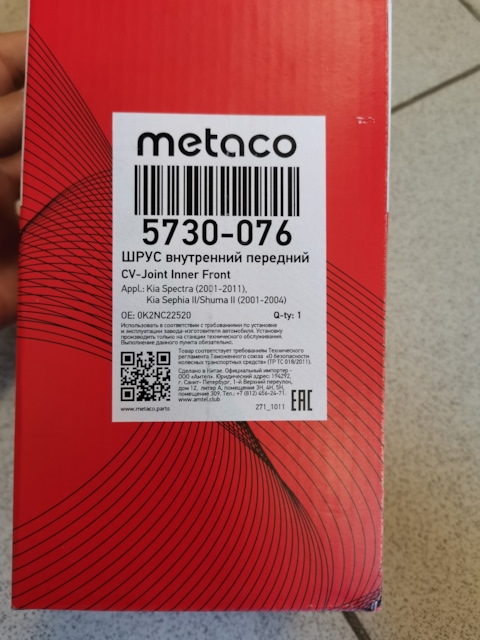 metaco
5730-076
ШРУС внутренний передний
CV-Joint Inner Front
Appl.: Kia Spectra (2001-2011),
Kia Sephia II/Shuma II (2001-2004)
OE: 0K2NC22520 Q-ty: 1
Использовать в соответствии с требованиями по установке
и эксплуатации завода-изготовителя автомобиля. Установку
производить только на станции технического обслуживания.
Выполнение данного пункта обязательно.
Товар соответствует требованиям Технического
регламента Таможенного союза «О безопасности
колесных транспортных средств» (ТР ТС 018/2011).
Сделано в Китае. Официальный импортер -
ООО «Амтел». Юридический адрес: 194292,
г. Санкт- Петербург, 1-й Верхний переулок,
дом 12, литер А, помещение 3Н, 4Н, 5Н,
помещение 309. Тел.: +7 (812) 456-24-71.
www.amtel.club
www.metaco.parts 271_1011 EAC